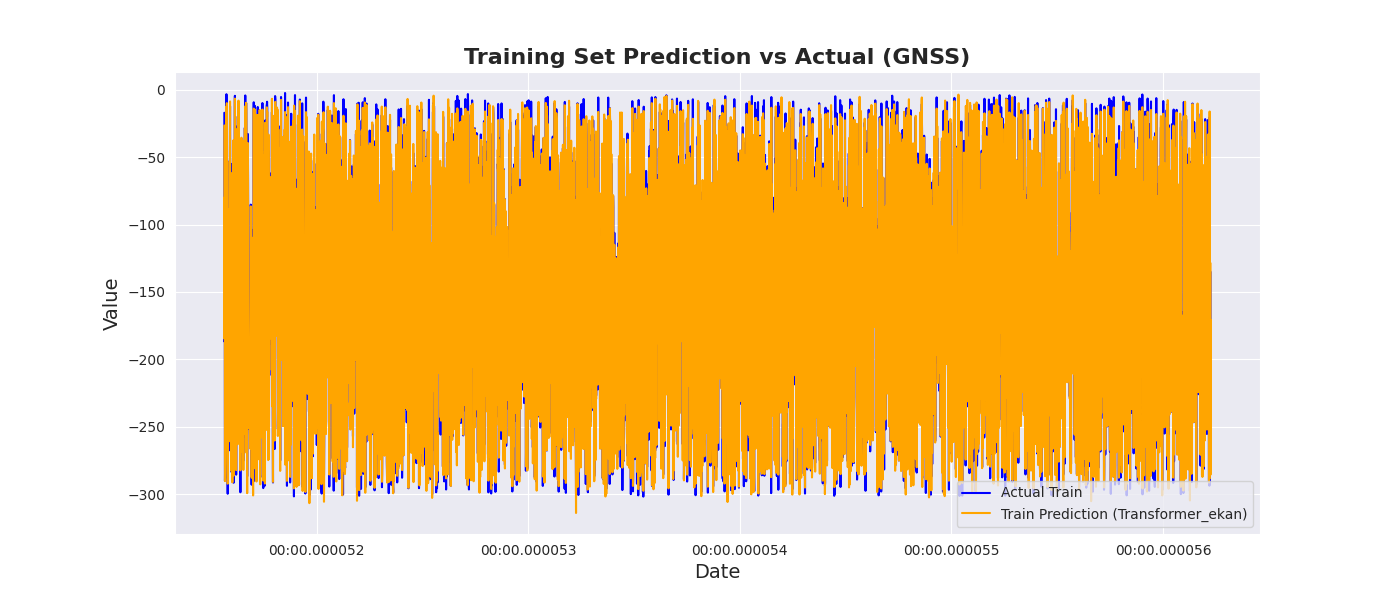 Training Set Prediction vs Actual (GNSS)
0
−50
−100
−150
−200
−250
−300
Value
Actual Train
Train Prediction (Transformer_ekan)
00:00.000052
00:00.000053
00:00.000054
00:00.000055
00:00.000056
Date